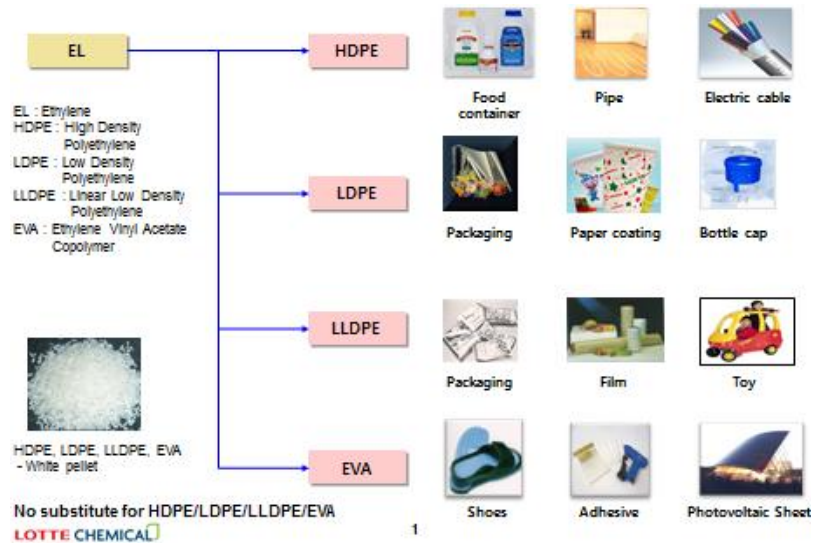 EL
HDPE
Food
container
Pipe
Electric cable
EL : Ethylene
HDPE : High Density
Polyethylene
LDPE : Low Density
Polyethylene
LLDPE : Linear Low Density
Polyethylene
EVA : Ethylene Vinyl Acetate
Copolymer
LDPE
Packaging
Paper coating
Bottle cap
LLDPE
Packaging
Film
Toy
HDPE, LDPE, LLDPE, EVA
- White pellet
EVA
Shoes
Adhesive
Photovoltaic Sheet
No substitute for HDPE/LDPE/LLDPE/EVA
LOTTE CHEMICAL
1